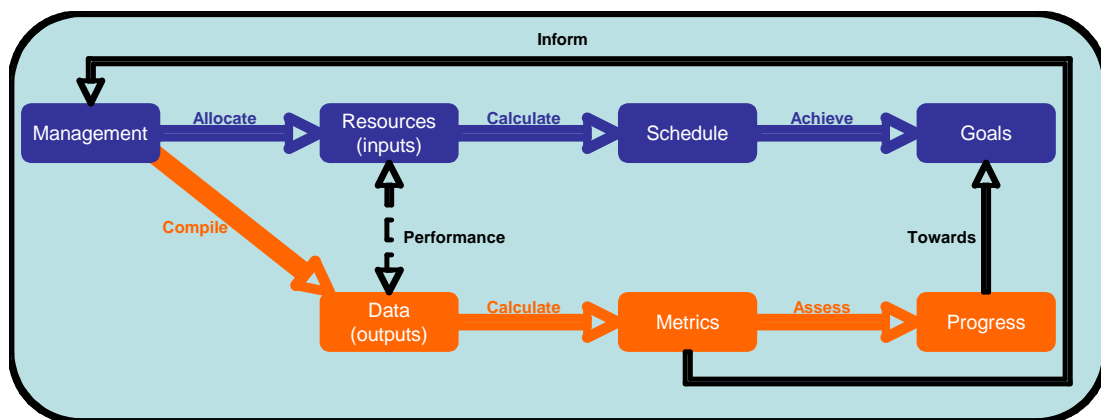 Inform
Management
Allocate
Resources
(inputs)
Calculate
Schedule
Achieve
Goals
Compile
Performance
Towards
Data
(outputs)
Calculate
Metrics
Assess
Progress